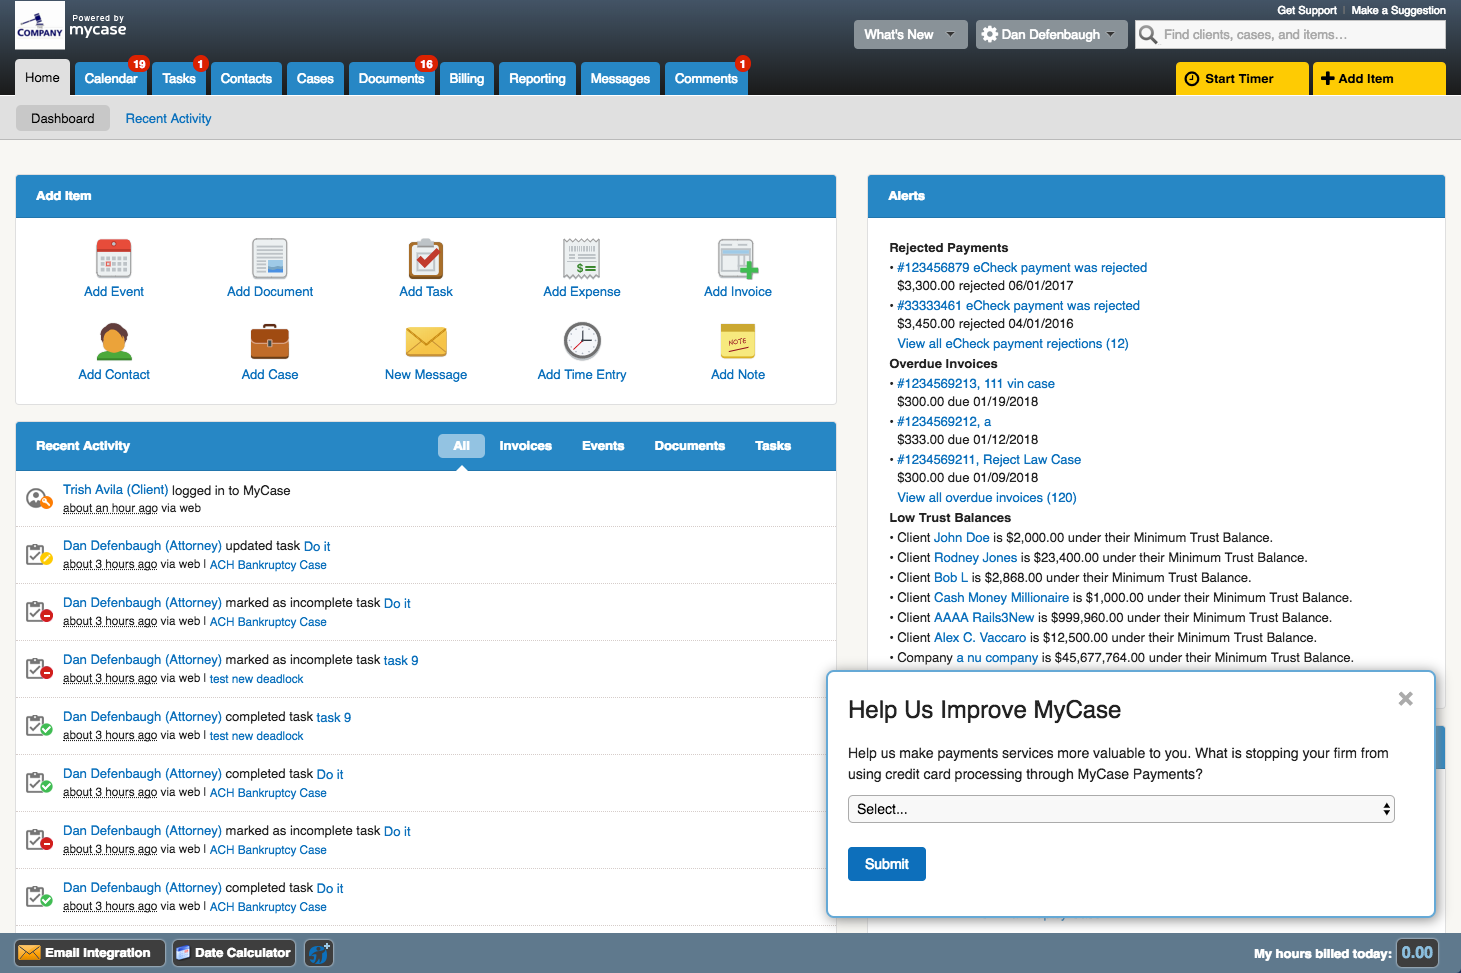 COMPANY
Powered by
mycase
Get Support | Make a Suggestion
What's New
Dan Defenbaugh
Find clients, cases, and items...
Home
Calendar 19
Tasks 1
Contacts
Cases
Documents 16
Billing
Reporting
Messages
Comments 1
Start Timer
Add Item
Dashboard
Recent Activity
Add Item
Add Event
Add Document
Add Task
Add Expense
Add Invoice
NOTE
Add Contact
Add Case
New Message
Add Time Entry
Add Note
Recent Activity
All
Invoices
Events
Documents
Tasks
Trish Avila (Client) logged in to MyCase
about an hour ago via web
Dan Defenbaugh (Attorney) updated task Do it
about 3 hours ago via web | ACH Bankruptcy Case
Dan Defenbaugh (Attorney) marked as incomplete task Do it
about 3 hours ago via web | ACH Bankruptcy Case
Dan Defenbaugh (Attorney) marked as incomplete task task 9
about 3 hours ago via web | test new deadlock
Dan Defenbaugh (Attorney) completed task task 9
about 3 hours ago via web | test new deadlock
Dan Defenbaugh (Attorney) completed task Do it
about 3 hours ago via web | ACH Bankruptcy Case
Dan Defenbaugh (Attorney) marked as incomplete task Do it
about 3 hours ago via web | ACH Bankruptcy Case
Dan Defenbaugh (Attorney) completed task Do it
about 3 hours ago via web | ACH Bankruptcy Case
Alerts
Rejected Payments
• #123456879 eCheck payment was rejected
$3,300.00 rejected 06/01/2017
• #33333461 eCheck payment was rejected
$3,450.00 rejected 04/01/2016
View all eCheck payment rejections (12)
Overdue Invoices
• #1234569213, 111 vin case
$300.00 due 01/19/2018
• #1234569212, a
$333.00 due 01/12/2018
• #1234569211, Reject Law Case
$300.00 due 01/09/2018
View all overdue invoices (120)
Low Trust Balances
• Client John Doe is $2,000.00 under their Minimum Trust Balance.
• Client Rodney Jones is $23,400.00 under their Minimum Trust Balance.
• Client Bob L is $2,868.00 under their Minimum Trust Balance.
• Client Cash Money Millionaire is $1,000.00 under their Minimum Trust Balance.
• Client AAAA Rails3New is $999,960.00 under their Minimum Trust Balance.
• Client Alex C. Vaccaro is $12,500.00 under their Minimum Trust Balance.
• Company a nu company is $45,677,764.00 under their Minimum Trust Balance.
Help Us Improve MyCase
Help us make payments services more valuable to you. What is stopping your firm from
using credit card processing through MyCase Payments?
Select...
Submit
Email Integration
Date Calculator
My hours billed today: 0.00